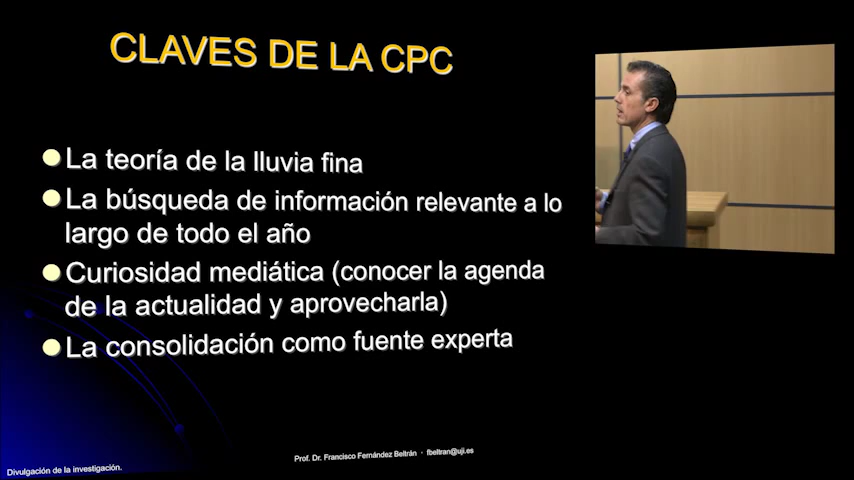 CLAVES DE LA CPC
La teoría de la lluvia fina
La búsqueda de información relevante a lo
largo de todo el año
Curiosidad mediática (conocer la agenda
de la actualidad y aprovecharla)
La consolidación como fuente experta
Prof. Dr. Francisco Fernández Beltrán · fbeltran@uji.es
Divulgación de la investigación.